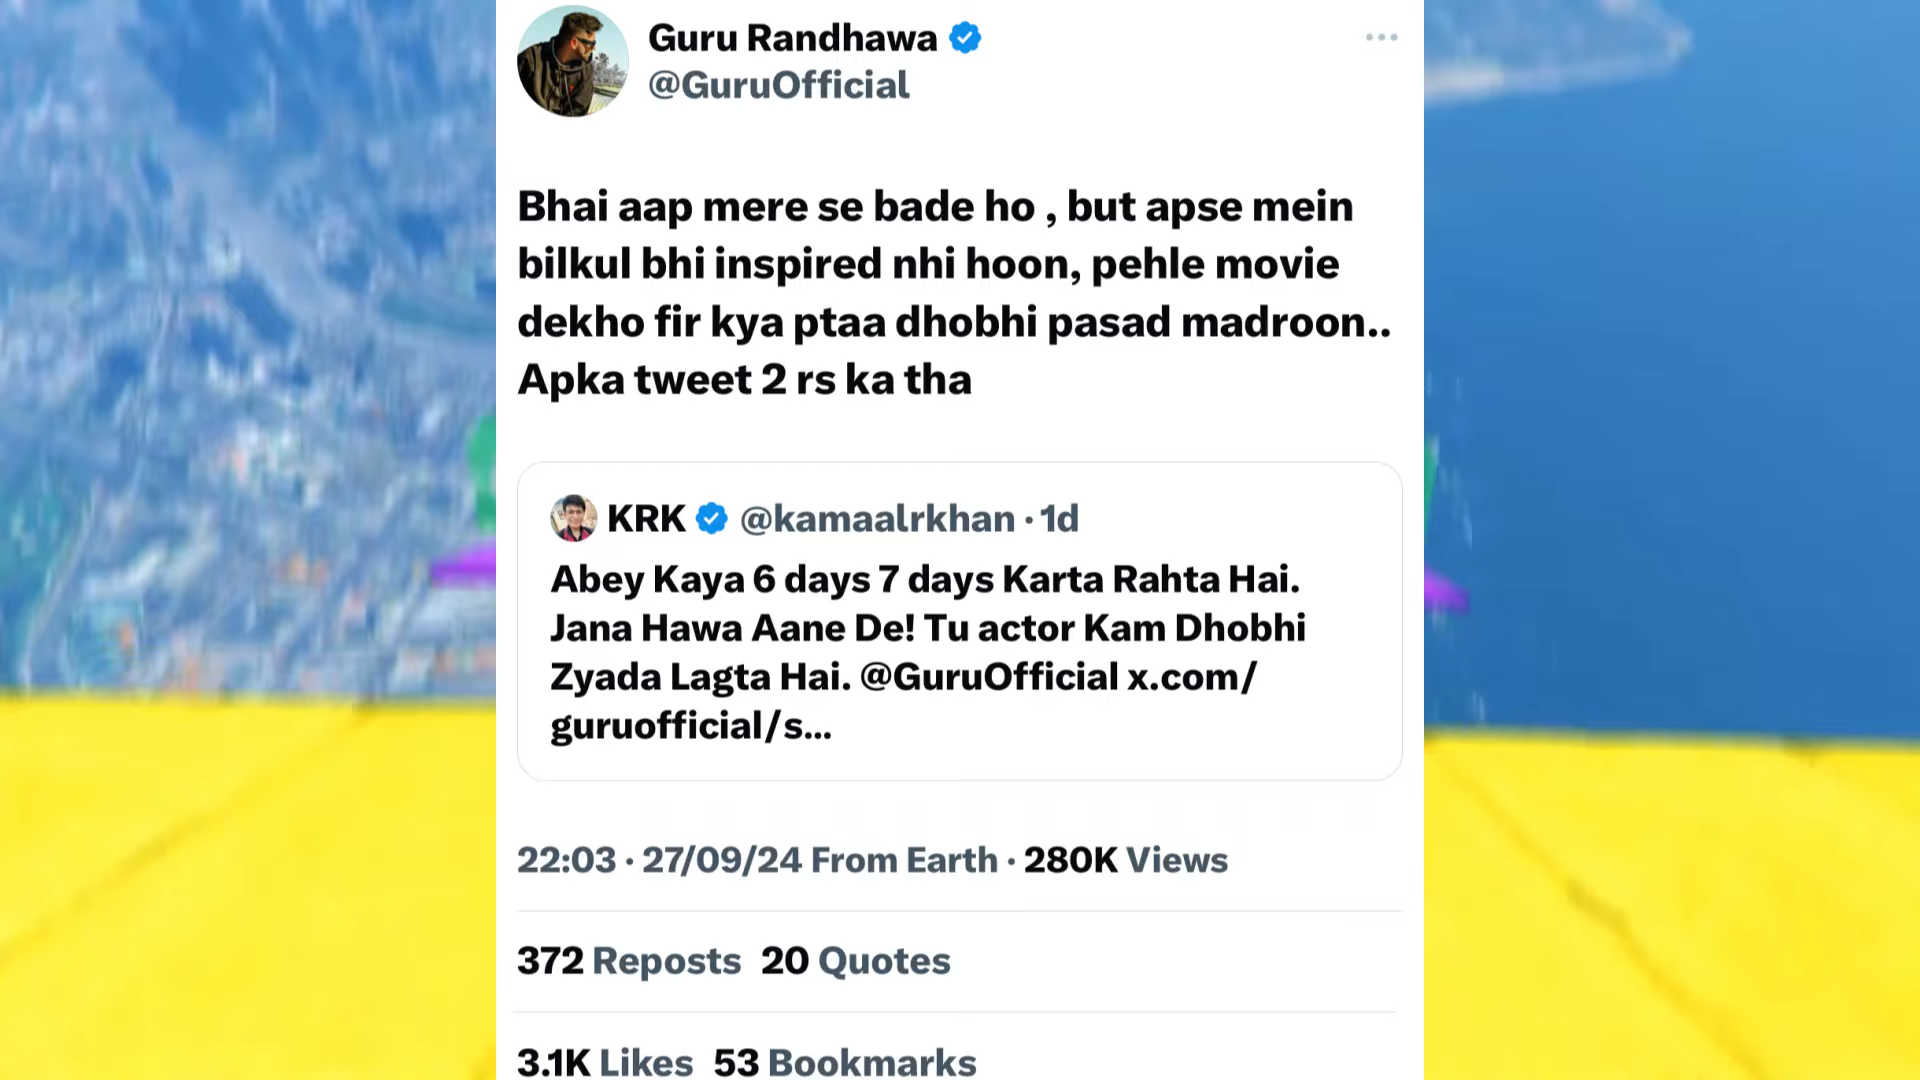 Guru Randhawa
@GuruOfficial
Bhai aap mere se bade ho , but apse mein
bilkul bhi inspired nhi hoon, pehle movie
dekho fir kya ptaa dhobhi pasad madroon..
Apka tweet 2 rs ka tha
KRK @kamaalrkhan · 1d
Abey Kaya 6 days 7 days Karta Rahta Hai.
Jana Hawa Aane De! Tu actor Kam Dhobhi
Zyada Lagta Hai. @GuruOfficial x.com/
guruofficial/s...
22:03 · 27/09/24 From Earth · 280K Views
372 Reposts 20 Quotes
3.1K Likes 53 Bookmarks